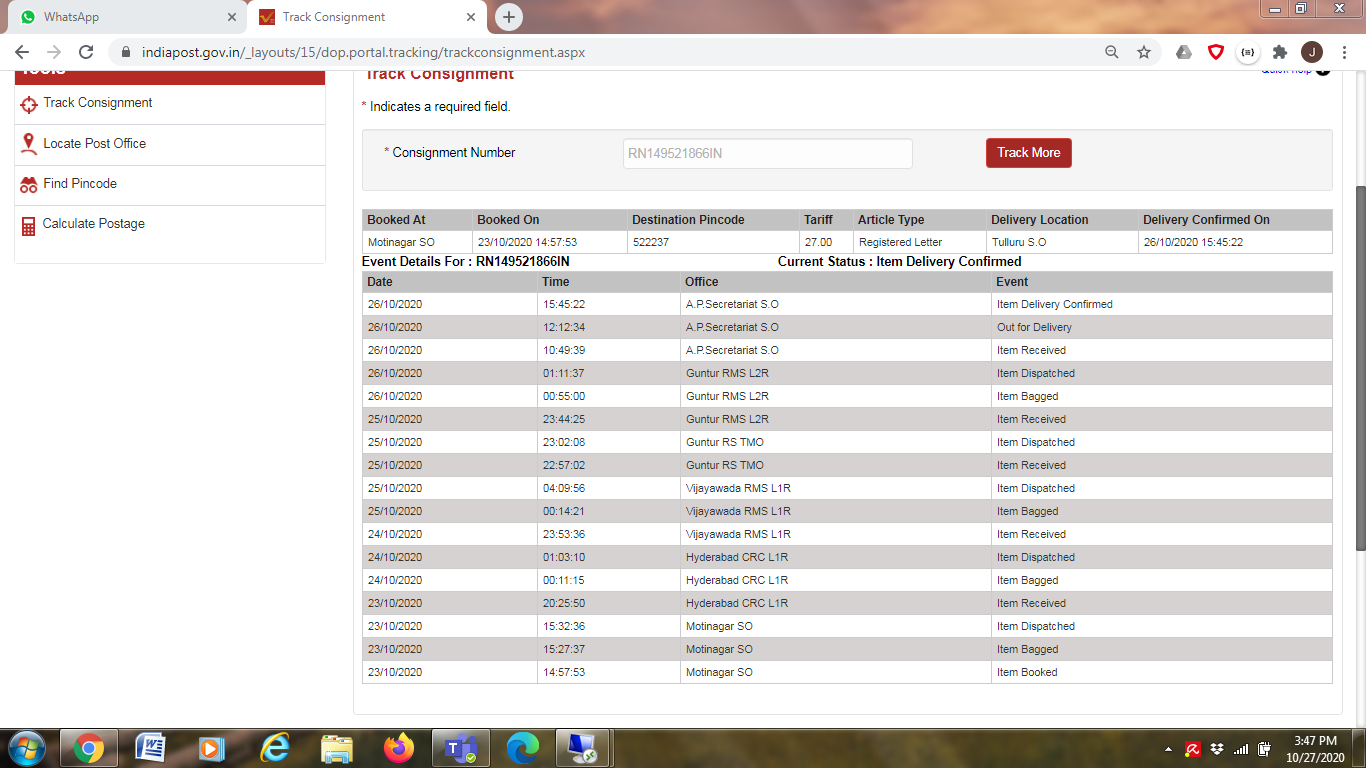 WhatsApp
Track Consignment
indiapost.gov.in/_layouts/15/dop.portal.tracking/trackconsignment.aspx
J
Tools
Track Consignment
Locate Post Office
Find Pincode
Calculate Postage
Track Consignment
Quick Help
* Indicates a required field.
* Consignment Number RN149521866IN Track More
Booked At Booked On Destination Pincode Tariff Article Type Delivery Location Delivery Confirmed On
Motinagar SO 23/10/2020 14:57:53 522237 27.00 Registered Letter Tulluru S.O 26/10/2020 15:45:22
Event Details For : RN149521866IN Current Status : Item Delivery Confirmed
Date Time Office Event
26/10/2020 15:45:22 A.P.Secretariat S.O Item Delivery Confirmed
26/10/2020 12:12:34 A.P.Secretariat S.O Out for Delivery
26/10/2020 10:49:39 A.P.Secretariat S.O Item Received
26/10/2020 01:11:37 Guntur RMS L2R Item Dispatched
26/10/2020 00:55:00 Guntur RMS L2R Item Bagged
25/10/2020 23:44:25 Guntur RMS L2R Item Received
25/10/2020 23:02:08 Guntur RS TMO Item Dispatched
25/10/2020 22:57:02 Guntur RS TMO Item Received
25/10/2020 04:09:56 Vijayawada RMS L1R Item Dispatched
25/10/2020 00:14:21 Vijayawada RMS L1R Item Bagged
24/10/2020 23:53:36 Vijayawada RMS L1R Item Received
24/10/2020 01:03:10 Hyderabad CRC L1R Item Dispatched
24/10/2020 00:11:15 Hyderabad CRC L1R Item Bagged
23/10/2020 20:25:50 Hyderabad CRC L1R Item Received
23/10/2020 15:32:36 Motinagar SO Item Dispatched
23/10/2020 15:27:37 Motinagar SO Item Bagged
23/10/2020 14:57:53 Motinagar SO Item Booked
3:47 PM
10/27/2020